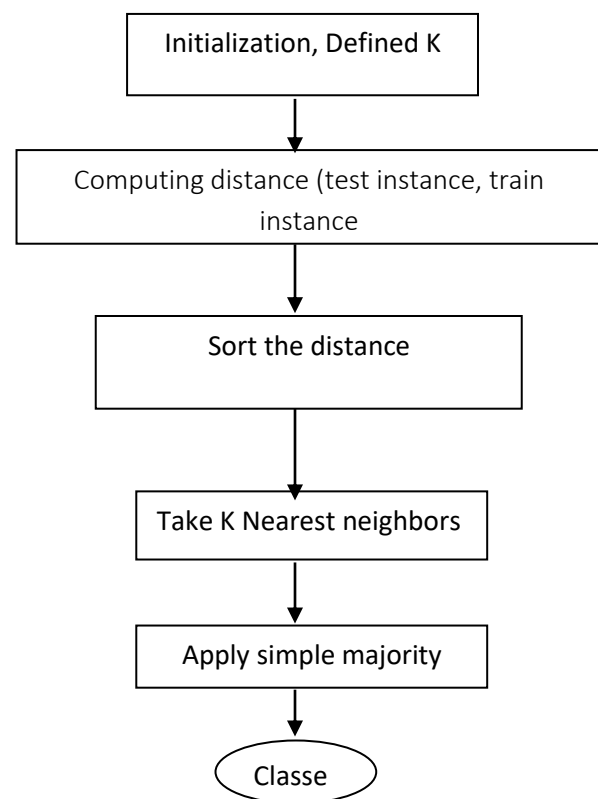 Initialization, Defined K
Computing distance (test instance, train
instance
Sort the distance
Take K Nearest neighbors
Apply simple majority
Classe